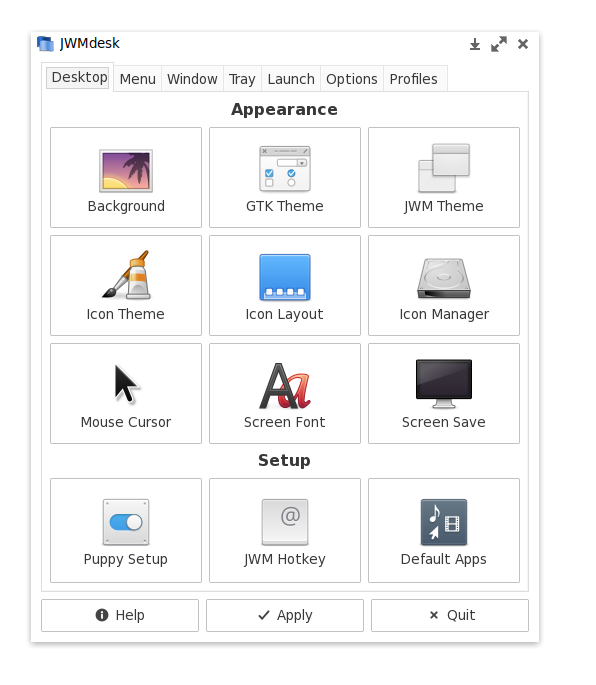 JWMdesk
Desktop Menu Window Tray Launch Options Profiles
Appearance
Background GTK Theme JWM Theme
Icon Theme Icon Layout Icon Manager
Aa
Mouse Cursor Screen Font Screen Save
Setup
@
Puppy Setup JWM Hotkey Default Apps
Help Apply Quit